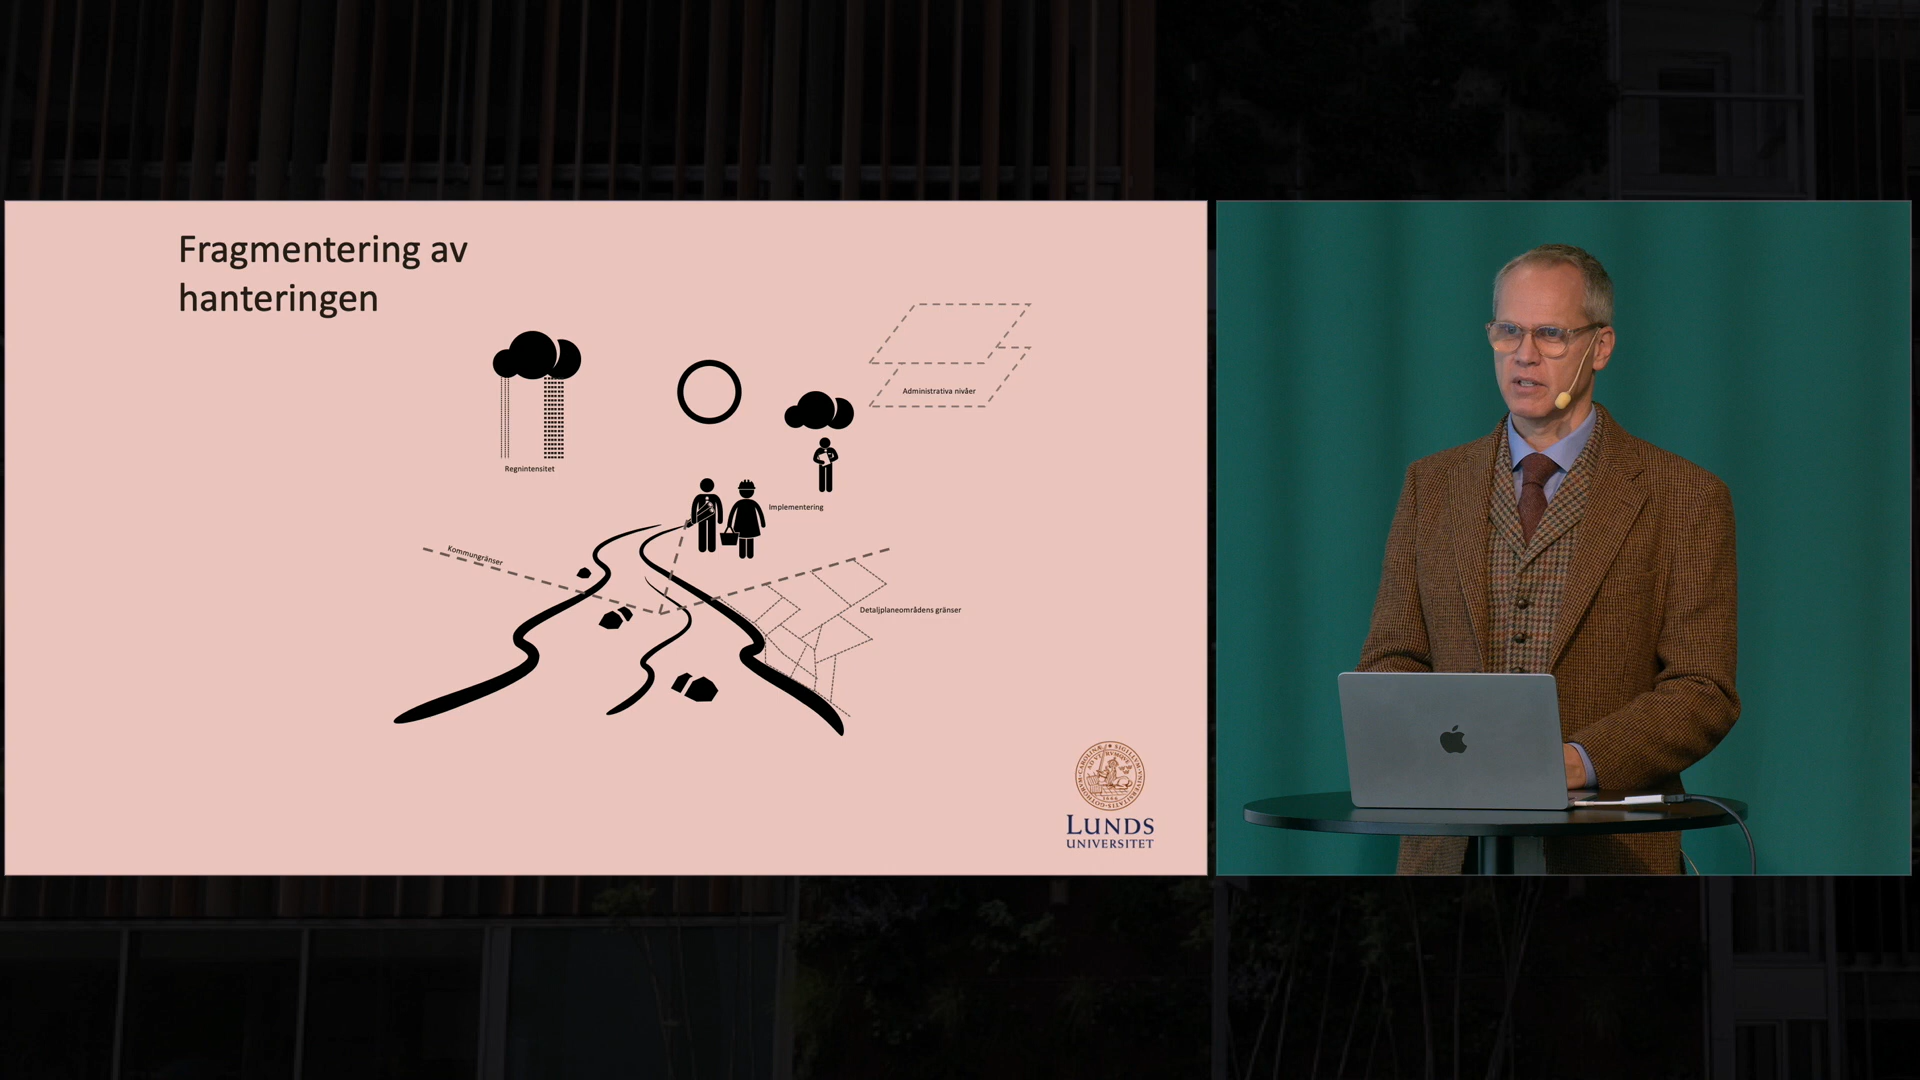 Fragmentering av
hanteringen
Administrativa nivåer
Regnintensitet
Implementering
Kommungränser
Detaljplaneområdens gränser
LUNDS
UNIVERSITET